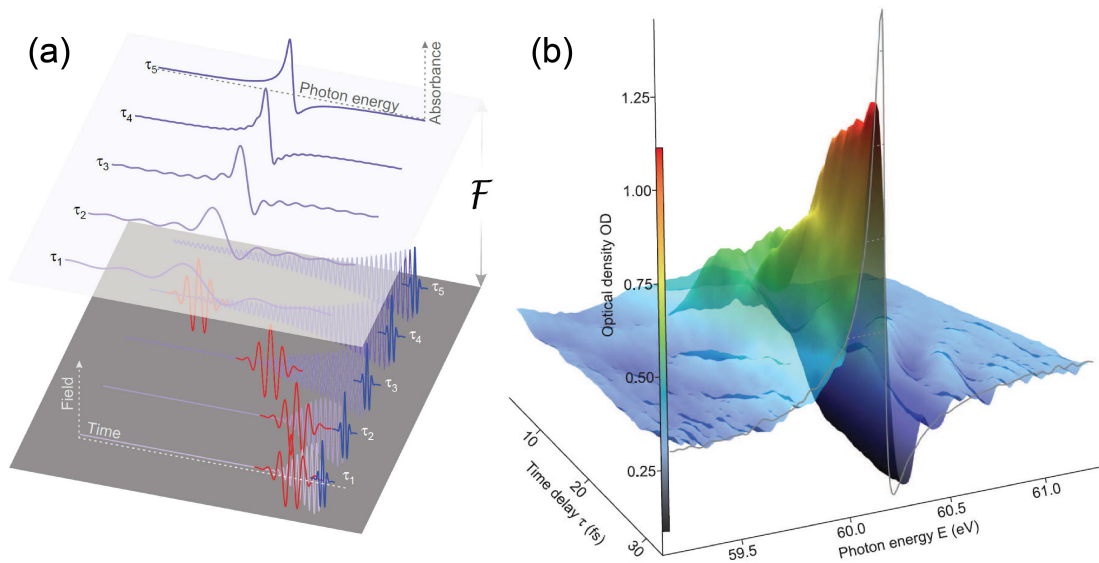 (a)
τ5
Photon energy
Absorbance
τ4
τ3
τ2
τ1
F
τ5
τ4
τ3
τ2
τ1
Field
Time
(b)
1.25
1.00
0.75
0.50
0.25
Optical density OD
10
20
30
Time delay τ (fs)
59.5
60.0
60.5
61.0
Photon energy E (eV)